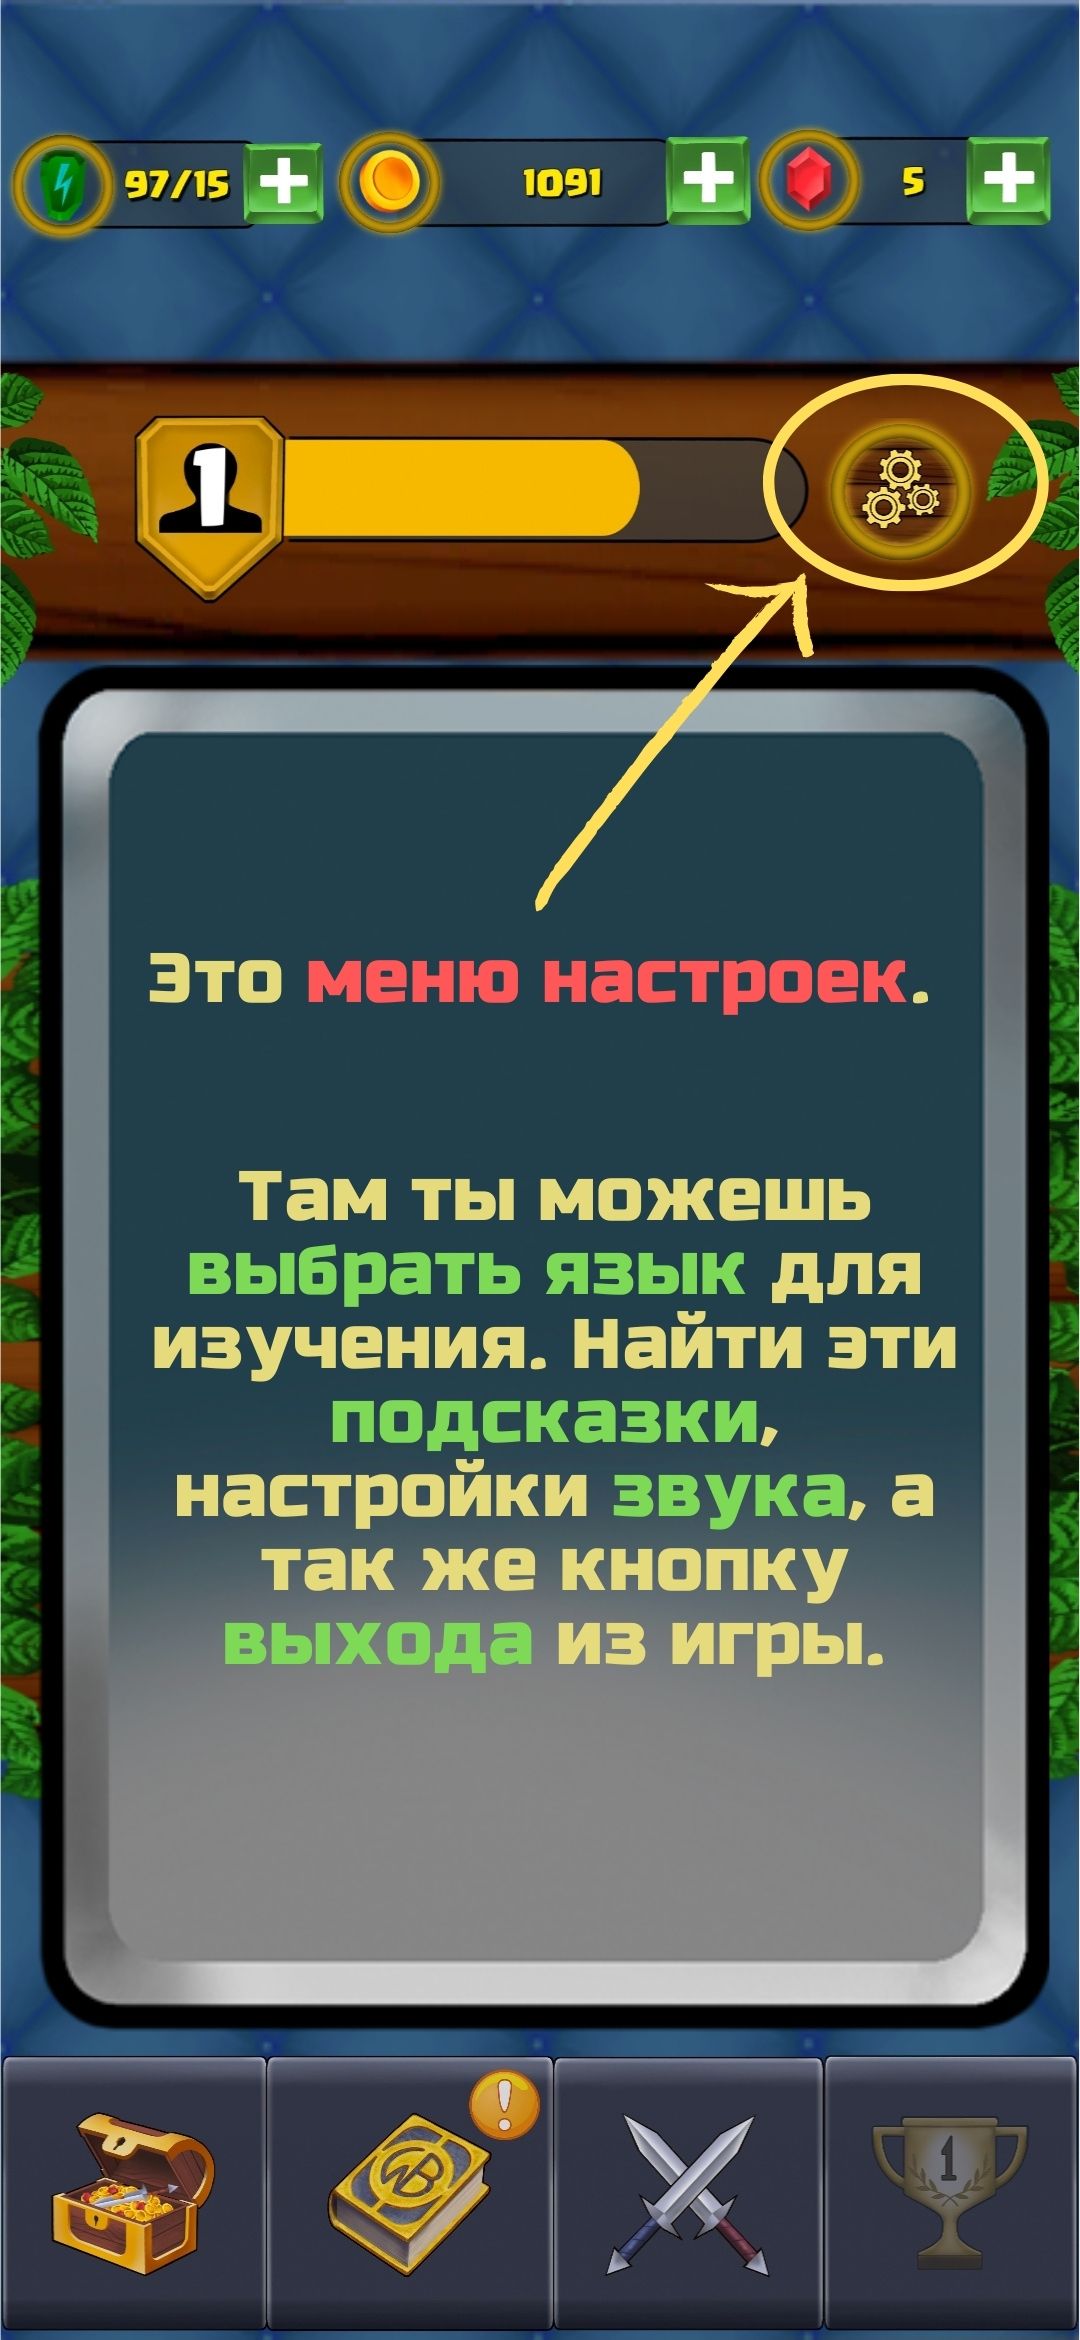 97/15
1091
5
1
Это меню настроек.
Там ты можешь
выбрать язык для
изучения. Найти эти
подсказки,
настройки звука, а
так же кнопку
выхода из игры.
!
WB
1